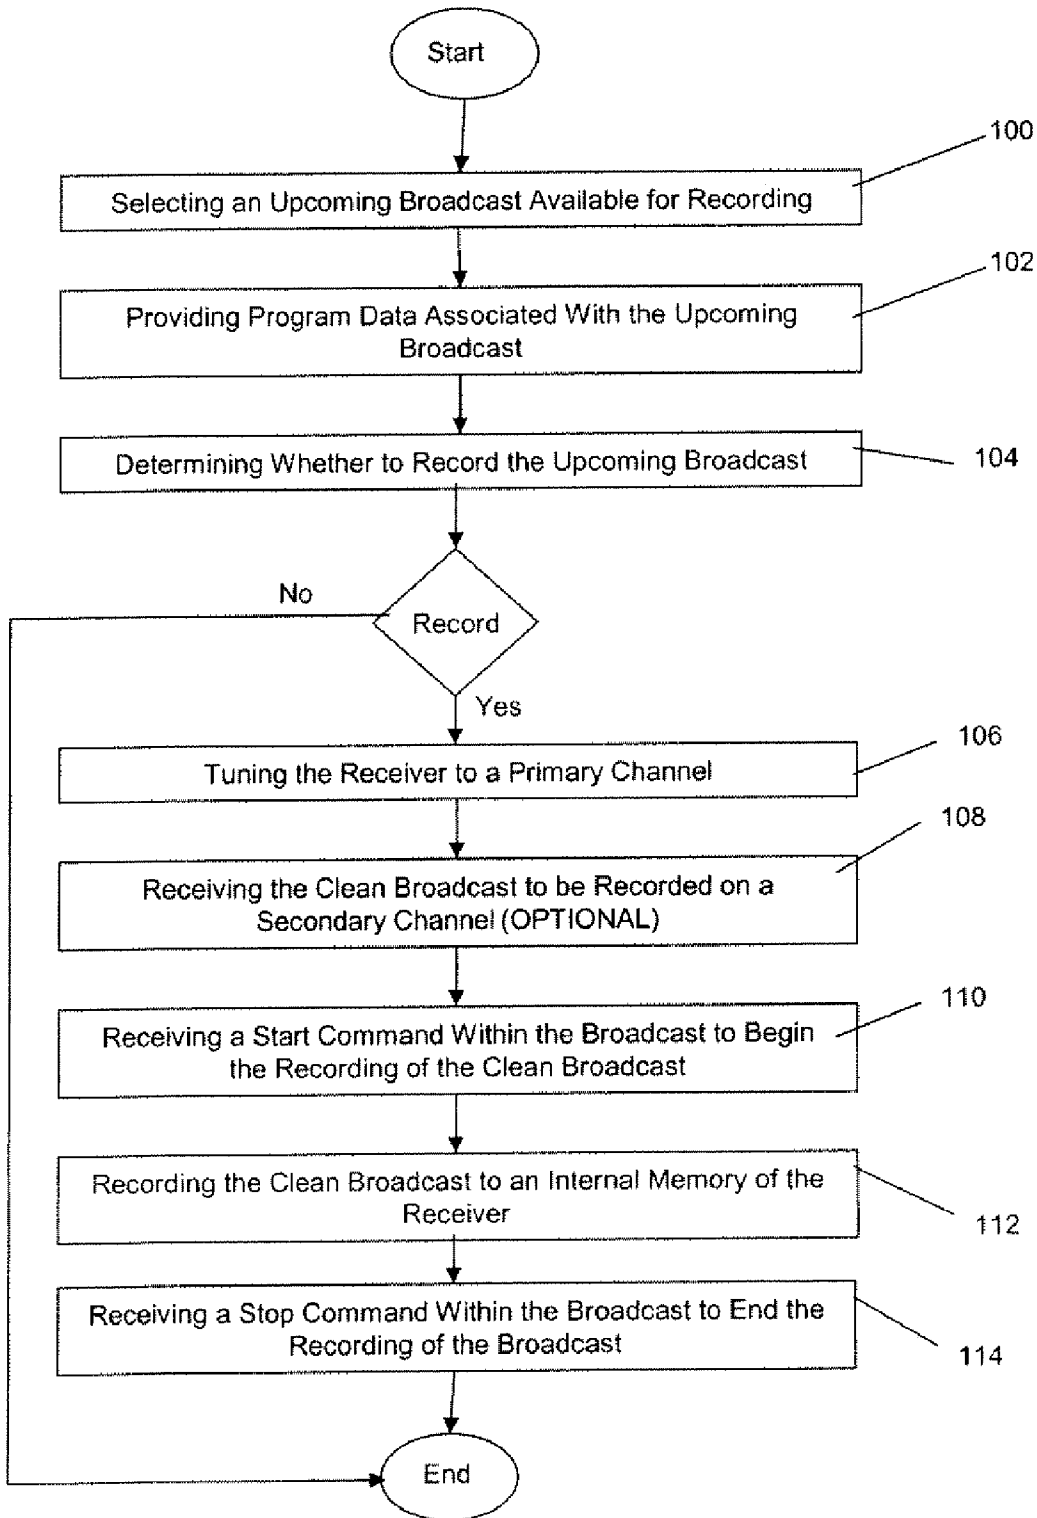 Start
100
Selecting an Upcoming Broadcast Available for Recording
102
Providing Program Data Associated With the Upcoming
Broadcast
Determining Whether to Record the Upcoming Broadcast
104
No
Record
Yes
106
Tuning the Receiver to a Primary Channel
108
Receiving the Clean Broadcast to be Recorded on a
Secondary Channel (OPTIONAL)
110
Receiving a Start Command Within the Broadcast to Begin
the Recording of the Clean Broadcast
Recording the Clean Broadcast to an Internal Memory of the
Receiver
112
Receiving a Stop Command Within the Broadcast to End the
Recording of the Broadcast
114
End